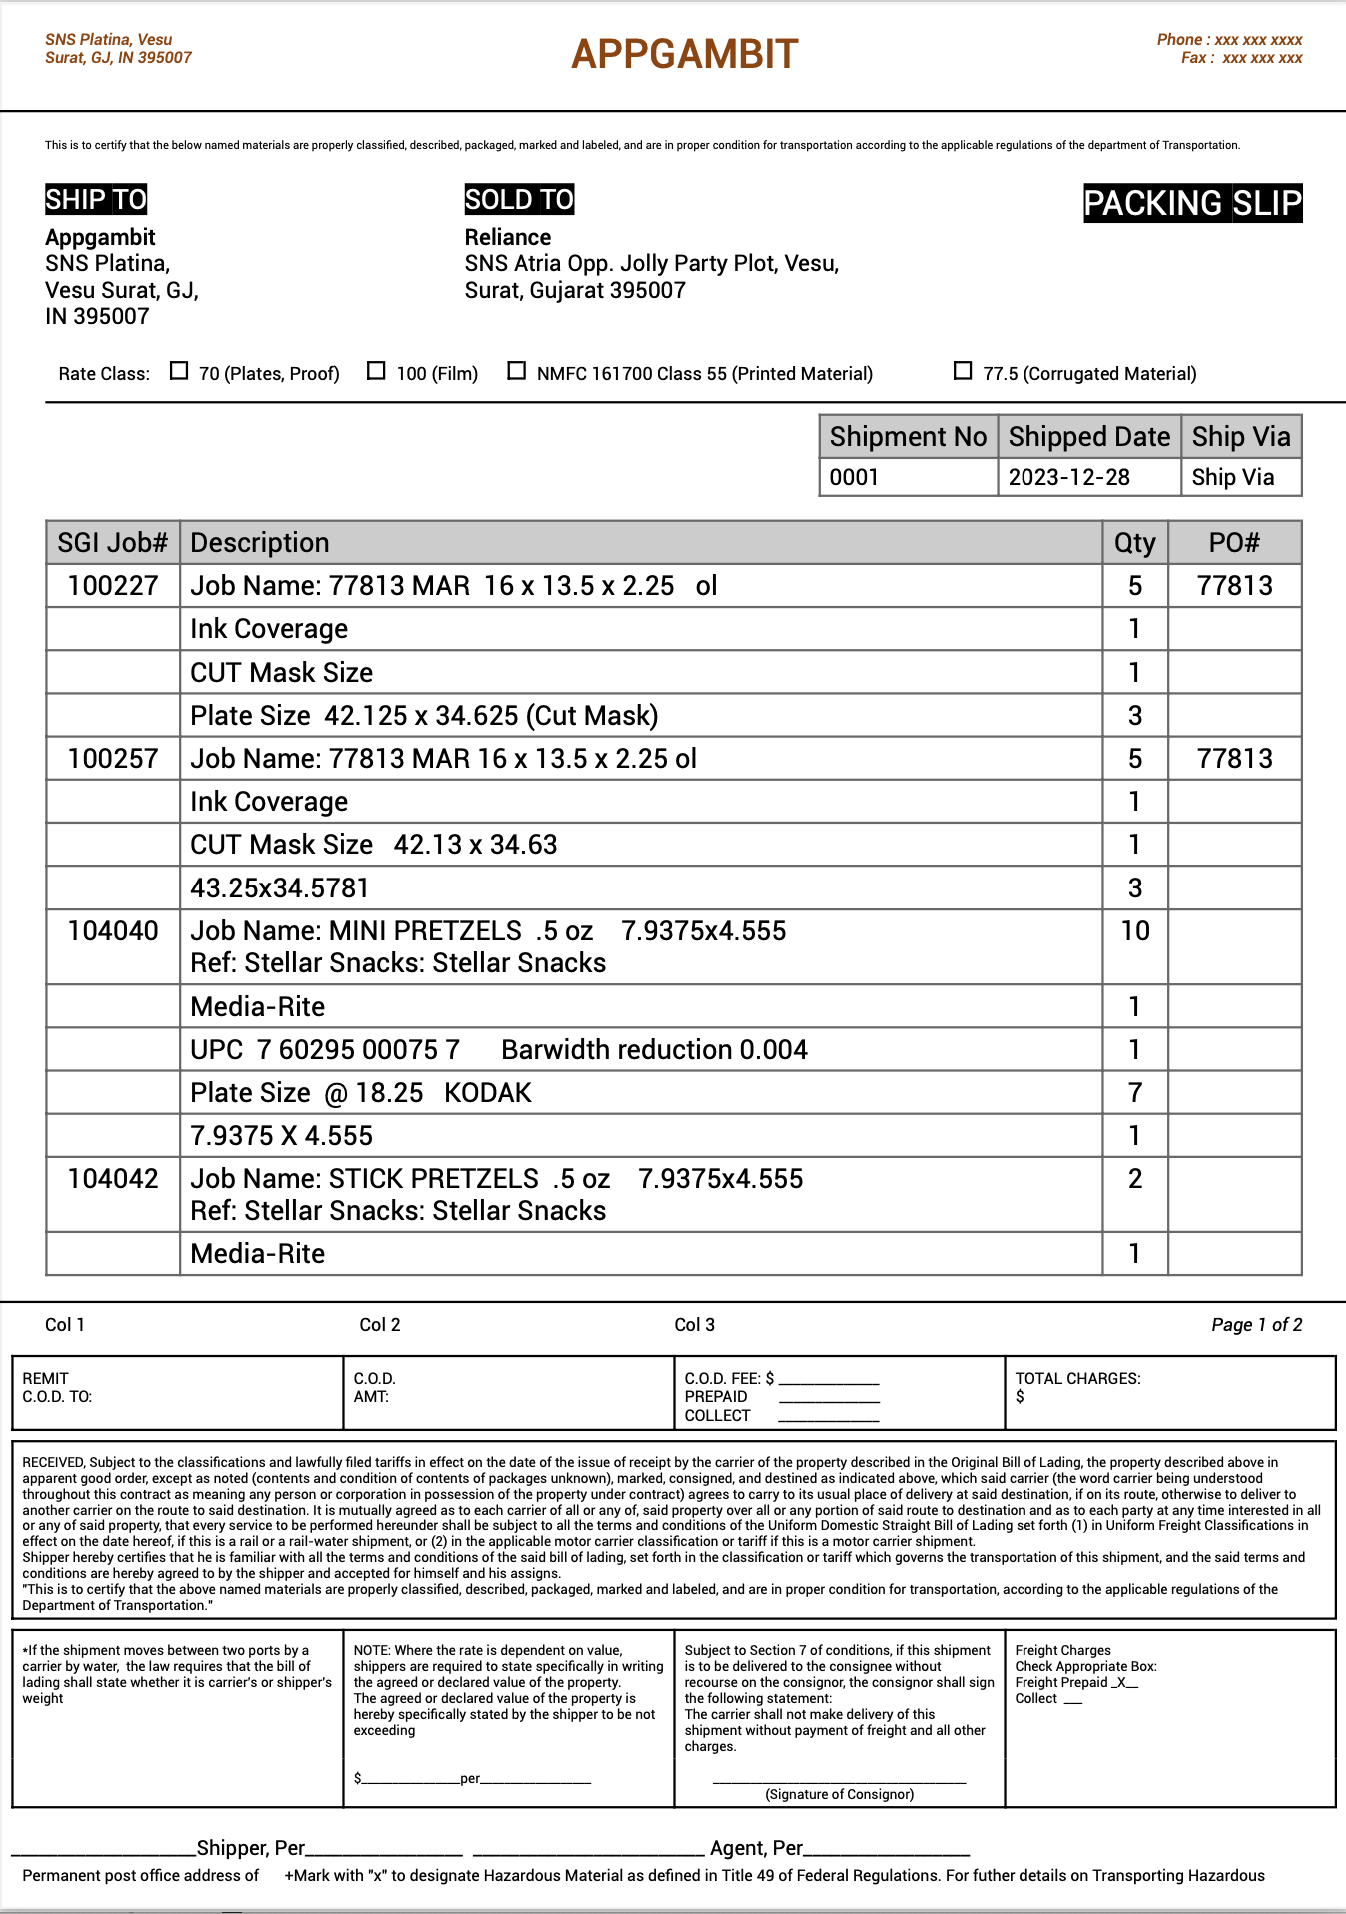 SNS Platina, Vesu
Surat, GJ, IN 395007
APPGAMBIT
Phone : xxx xxx xxxx
Fax :  xxx xxx xxx
This is to certify that the below named materials are properly classified, described, packaged, marked and labeled, and are in proper condition for transportation according to the applicable regulations of the department of Transportation.
SHIP TO
Appgambit
SNS Platina,
Vesu Surat, GJ,
IN 395007
SOLD TO
Reliance
SNS Atria Opp. Jolly Party Plot, Vesu,
Surat, Gujarat 395007
PACKING SLIP
Rate Class: ☐ 70 (Plates, Proof) ☐ 100 (Film) ☐ NMFC 161700 Class 55 (Printed Material) ☐ 77.5 (Corrugated Material)
Shipment No Shipped Date Ship Via
0001 2023-12-28 Ship Via
SGI Job# Description Qty PO#
100227 Job Name: 77813 MAR  16 x 13.5 x 2.25   ol 5 77813
Ink Coverage 1
CUT Mask Size 1
Plate Size  42.125 x 34.625 (Cut Mask) 3
100257 Job Name: 77813 MAR 16 x 13.5 x 2.25 ol 5 77813
Ink Coverage 1
CUT Mask Size   42.13 x 34.63 1
43.25x34.5781 3
104040 Job Name: MINI PRETZELS  .5 oz    7.9375x4.555 10
Ref: Stellar Snacks: Stellar Snacks
Media-Rite 1
UPC  7 60295 00075 7      Barwidth reduction 0.004 1
Plate Size  @ 18.25   KODAK 7
7.9375 X 4.555 1
104042 Job Name: STICK PRETZELS  .5 oz    7.9375x4.555 2
Ref: Stellar Snacks: Stellar Snacks
Media-Rite 1
Col 1 Col 2 Col 3 Page 1 of 2
REMIT
C.O.D. TO:
C.O.D.
AMT:
C.O.D. FEE: $ ____________
PREPAID ____________
COLLECT ____________
TOTAL CHARGES:
$
RECEIVED, Subject to the classifications and lawfully filed tariffs in effect on the date of the issue of receipt by the carrier of the property described in the Original Bill of Lading, the property described above in
apparent good order, except as noted (contents and condition of contents of packages unknown), marked, consigned, and destined as indicated above, which said carrier (the word carrier being understood
throughout this contract as meaning any person or corporation in possession of the property under contract) agrees to carry to its usual place of delivery at said destination, if on its route, otherwise to deliver to
another carrier on the route to said destination. It is mutually agreed as to each carrier of all or any of, said property over all or any portion of said route to destination and as to each party at any time interested in all
or any of said property, that every service to be performed hereunder shall be subject to all the terms and conditions of the Uniform Domestic Straight Bill of Lading set forth (1) in Uniform Freight Classifications in
effect on the date hereof, if this is a rail or a rail-water shipment, or (2) in the applicable motor carrier classification or tariff if this is a motor carrier shipment.
Shipper hereby certifies that he is familiar with all the terms and conditions of the said bill of lading, set forth in the classification or tariff which governs the transportation of this shipment, and the said terms and
conditions are hereby agreed to by the shipper and accepted for himself and his assigns.
"This is to certify that the above named materials are properly classified, described, packaged, marked and labeled, and are in proper condition for transportation, according to the applicable regulations of the
Department of Transportation."
*If the shipment moves between two ports by a
carrier by water,  the law requires that the bill of
lading shall state whether it is carrier's or shipper's
weight
NOTE: Where the rate is dependent on value,
shippers are required to state specifically in writing
the agreed or declared value of the property.
The agreed or declared value of the property is
hereby specifically stated by the shipper to be not
exceeding
$________________per__________________
Subject to Section 7 of conditions, if this shipment
is to be delivered to the consignee without
recourse on the consignor, the consignor shall sign
the following statement:
The carrier shall not make delivery of this
shipment without payment of freight and all other
charges.
_________________________________________
(Signature of Consignor)
Freight Charges
Check Appropriate Box:
Freight Prepaid _X__
Collect  ___
____________________Shipper, Per_________________ _________________________ Agent, Per__________________
Permanent post office address of +Mark with "x" to designate Hazardous Material as defined in Title 49 of Federal Regulations. For futher details on Transporting Hazardous